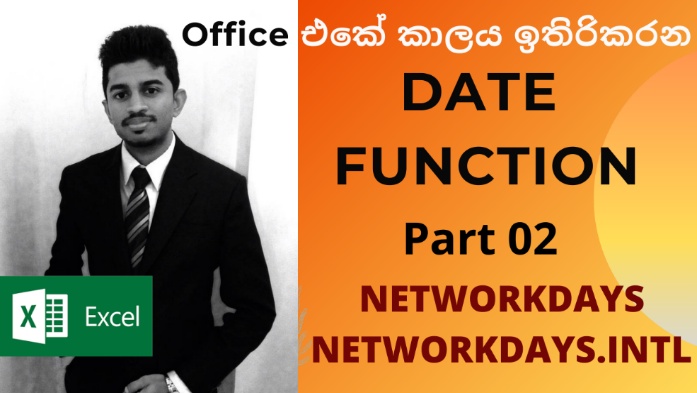 Office එකේ කාලය ඉතිරිකරන
DATE
FUNCTION
Part 02
NETWORKDAYS
NETWORKDAYS.INTL
X
Excel